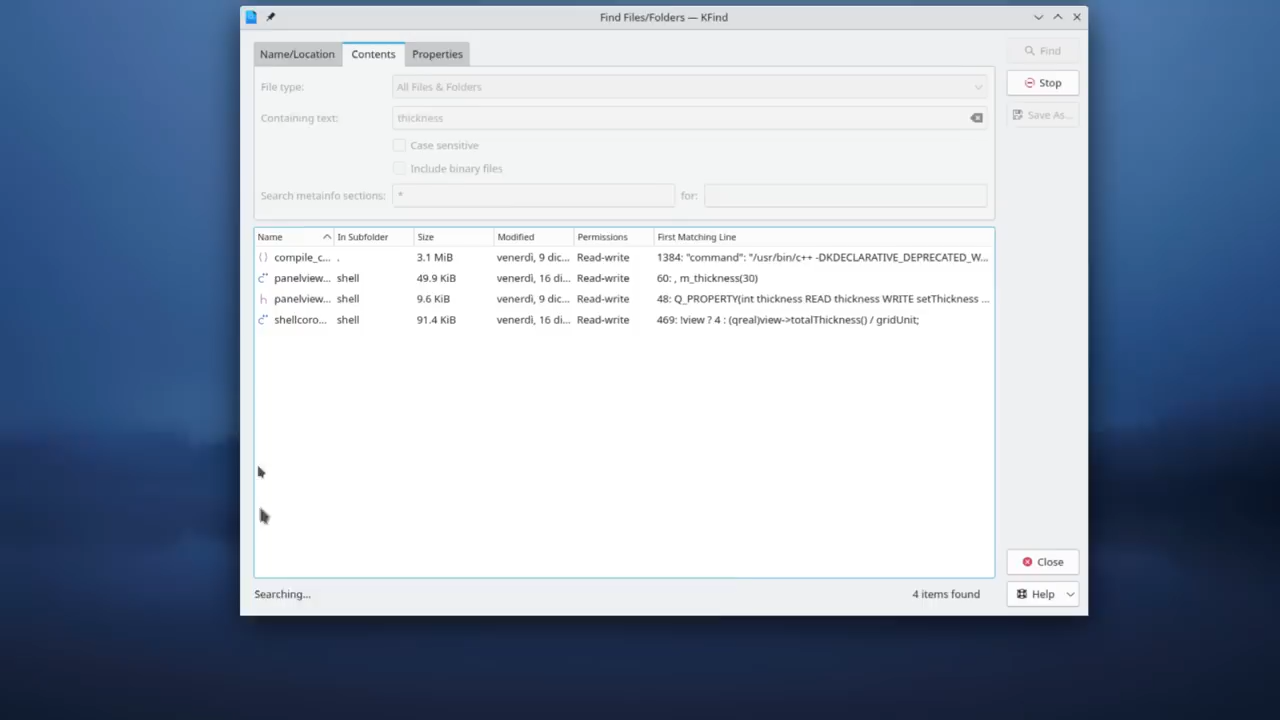 Find Files/Folders — KFind
Name/Location Contents Properties
Find
File type: All Files & Folders
Stop
Containing text: thickness
Save As...
Case sensitive
Include binary files
Search metainfo sections: * for:
Name In Subfolder Size Modified Permissions First Matching Line
compile_c... . 3.1 MiB venerdì, 9 dic... Read-write 1384: "command": "/usr/bin/c++ -DKDECLARATIVE_DEPRECATED_W...
panelview... shell 49.9 KiB venerdì, 16 di... Read-write 60: , m_thickness(30)
panelview... shell 9.6 KiB venerdì, 9 dic... Read-write 48: Q_PROPERTY(int thickness READ thickness WRITE setThickness ...
shellcoro... shell 91.4 KiB venerdì, 16 di... Read-write 469: !view ? 4 : (qreal)view->totalThickness() / gridUnit;
Close
Searching... 4 items found
Help